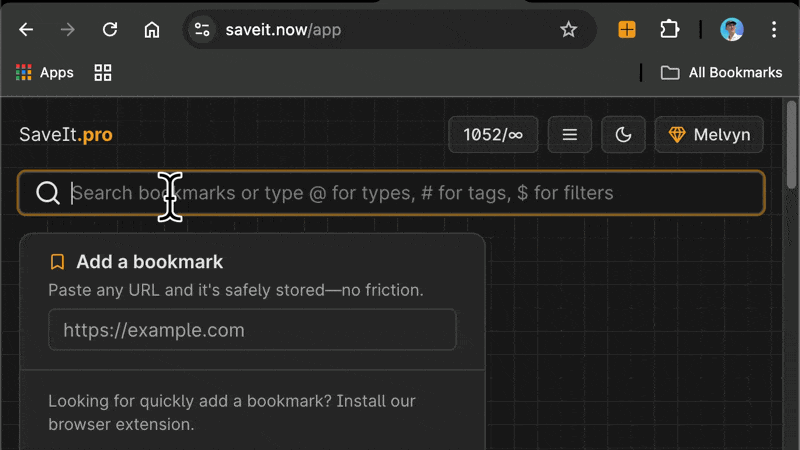 saveit.now/app
Apps
All Bookmarks
SaveIt.pro
1052/∞
Melvyn
Search bookmarks or type @ for types, # for tags, $ for filters
Add a bookmark
Paste any URL and it's safely stored—no friction.
https://example.com
Looking for quickly add a bookmark? Install our
browser extension.